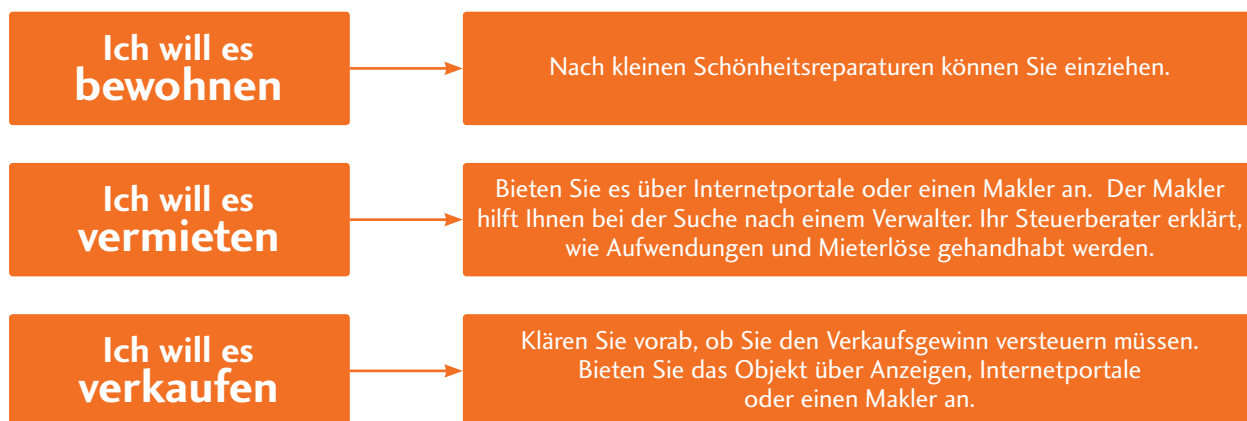 Ich will es
bewohnen
Nach kleinen Schönheitsreparaturen können Sie einziehen.
Ich will es
vermieten
Bieten Sie es über Internetportale oder einen Makler an. Der Makler
hilft Ihnen bei der Suche nach einem Verwalter. Ihr Steuerberater erklärt,
wie Aufwendungen und Mieterlöse gehandhabt werden.
Ich will es
verkaufen
Klären Sie vorab, ob Sie den Verkaufsgewinn versteuern müssen.
Bieten Sie das Objekt über Anzeigen, Internetportale
oder einen Makler an.